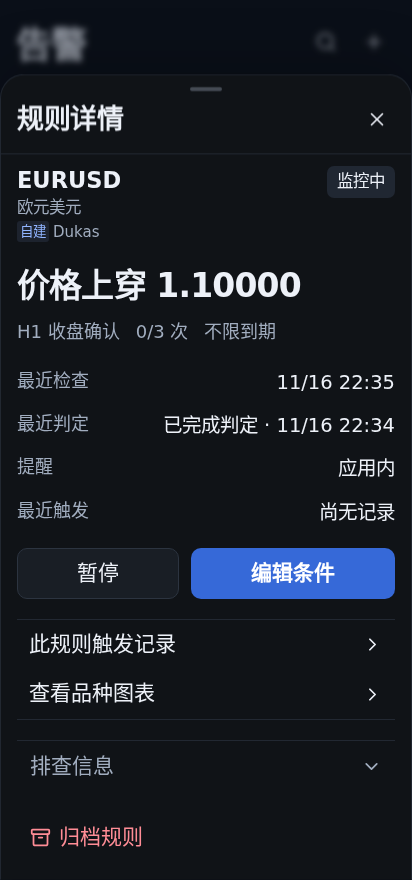 告警
规则详情
EURUSD
监控中
欧元美元
自建 Dukas
价格上穿 1.10000
H1 收盘确认 0/3 次 不限到期
最近检查 11/16 22:35
最近判定 已完成判定 · 11/16 22:34
提醒 应用内
最近触发 尚无记录
暂停 编辑条件
此规则触发记录
查看品种图表
排查信息
归档规则